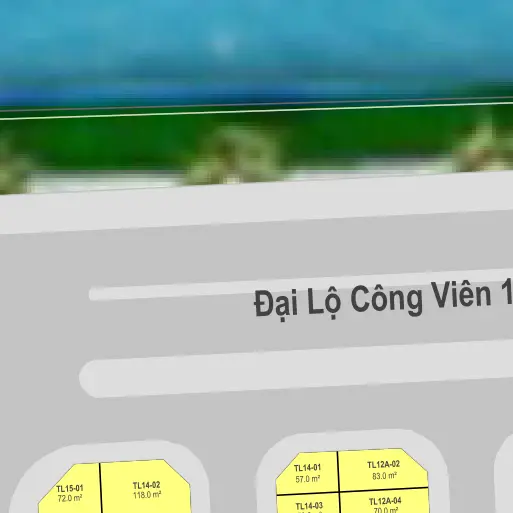 Đại Lộ Công Viên 1
TL15-01
72.0 m²
TL14-02
118.0 m²
TL14-01
57.0 m²
TL12A-02
83.0 m²
TL14-03
TL12A-04
70.0 m²